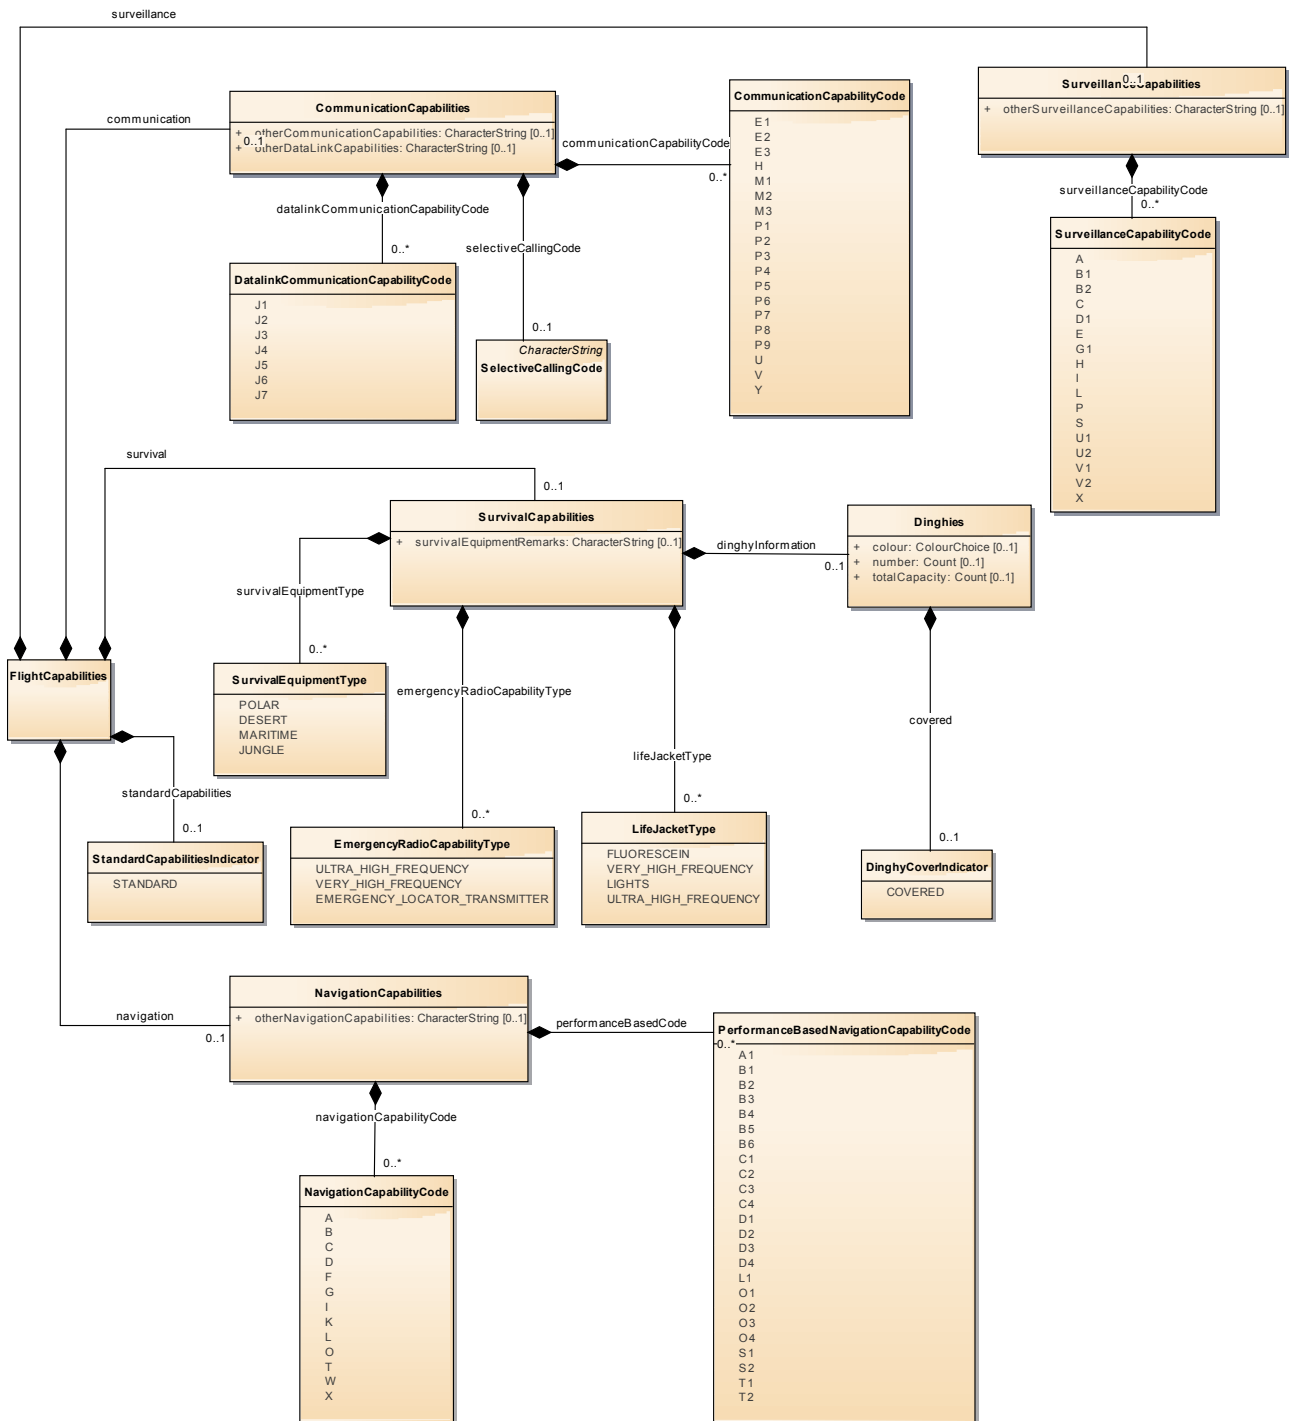 surveillance
SurveillanceCapabilities
0..1
+ otherSurveillanceCapabilities: CharacterString [0..1]
surveillanceCapabilityCode
0..*
SurveillanceCapabilityCode
A
B1
B2
C
D1
E
G1
H
I
L
P
S
U1
U2
V1
V2
X
communication
0..1
CommunicationCapabilities
+ otherCommunicationCapabilities: CharacterString [0..1]
+ otherDataLinkCapabilities: CharacterString [0..1]
communicationCapabilityCode
0..*
CommunicationCapabilityCode
E1
E2
E3
H
M1
M2
M3
P1
P2
P3
P4
P5
P6
P7
P8
P9
U
V
Y
datalinkCommunicationCapabilityCode
0..*
DatalinkCommunicationCapabilityCode
J1
J2
J3
J4
J5
J6
J7
selectiveCallingCode
0..1
CharacterString
SelectiveCallingCode
survival
0..1
SurvivalCapabilities
+ survivalEquipmentRemarks: CharacterString [0..1]
dinghyInformation
0..1
Dinghies
+ colour: ColourChoice [0..1]
+ number: Count [0..1]
+ totalCapacity: Count [0..1]
survivalEquipmentType
0..*
SurvivalEquipmentType
POLAR
DESERT
MARITIME
JUNGLE
emergencyRadioCapabilityType
0..*
EmergencyRadioCapabilityType
ULTRA_HIGH_FREQUENCY
VERY_HIGH_FREQUENCY
EMERGENCY_LOCATOR_TRANSMITTER
lifeJacketType
0..*
LifeJacketType
FLUORESCEIN
VERY_HIGH_FREQUENCY
LIGHTS
ULTRA_HIGH_FREQUENCY
covered
0..1
DinghyCoverIndicator
COVERED
FlightCapabilities
standardCapabilities
0..1
StandardCapabilitiesIndicator
STANDARD
navigation
0..1
NavigationCapabilities
+ otherNavigationCapabilities: CharacterString [0..1]
performanceBasedCode
0..*
PerformanceBasedNavigationCapabilityCode
A1
B1
B2
B3
B4
B5
B6
C1
C2
C3
C4
D1
D2
D3
D4
L1
O1
O2
O3
O4
S1
S2
T1
T2
navigationCapabilityCode
0..*
NavigationCapabilityCode
A
B
C
D
F
G
I
K
L
O
T
W
X